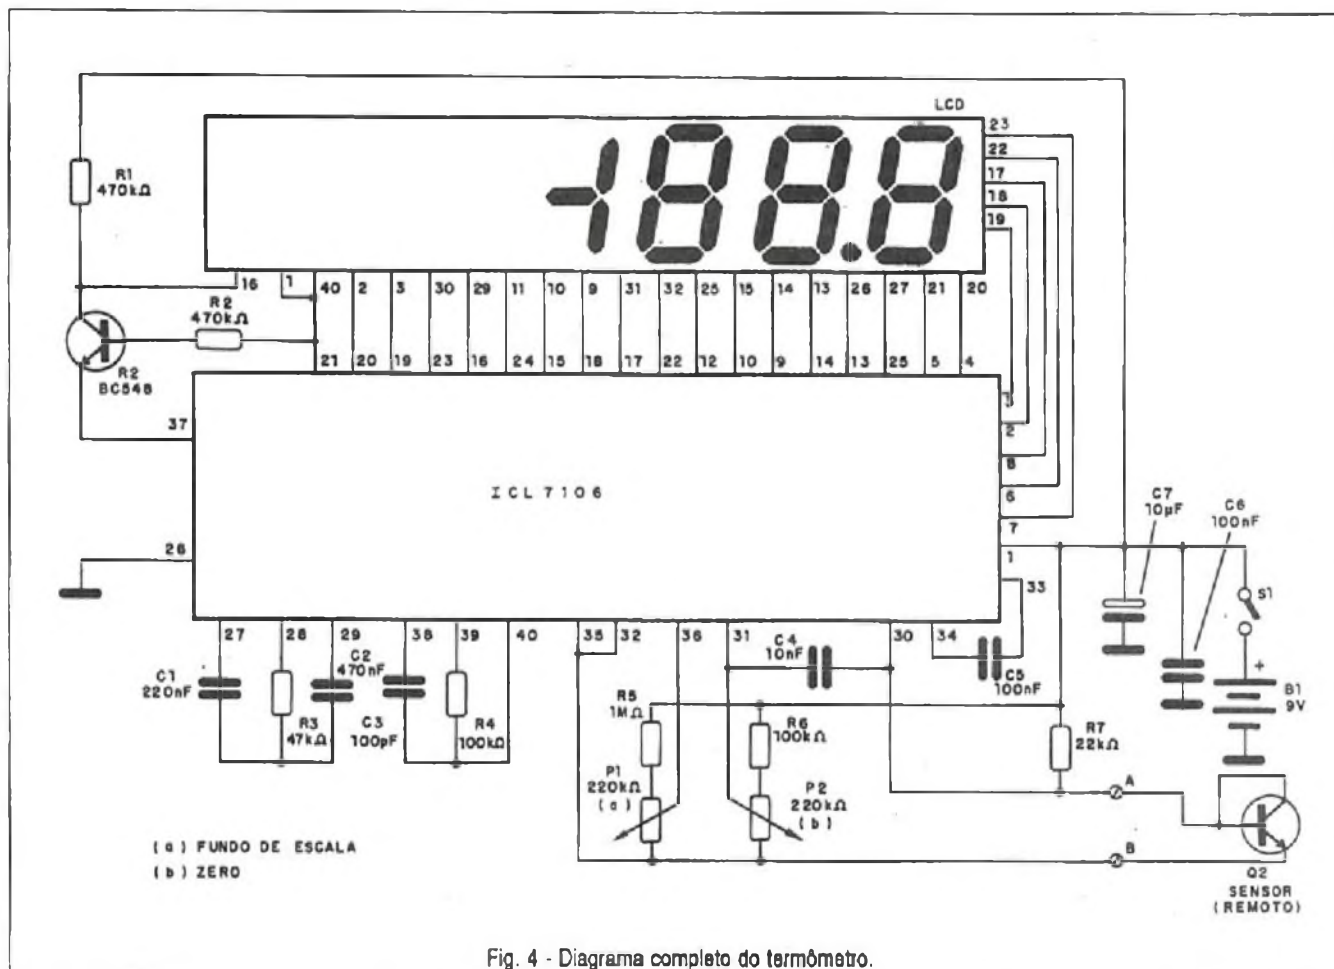 LCD
23
22
17
18
19
R1
470kΩ
16
1
40 2 3 30 29 11 10 9 31 32 25 15 14 13 26 27 21 20
R2
470kΩ
R2
BC548
21 20 19 23 16 24 15 18 17 22 12 10 9 14 13 25 5 4
37
3
2
8
6
7
1
33
ICL7106
26
C7
10µF
C6
100nF
S1
27 28 29 38 39 40 35 32 36 31 30 34
C1
220nF
R3
47kΩ
C2
470nF
C3
100pF
R4
100kΩ
C4
10nF
C5
100nF
R5
1MΩ
R6
100kΩ
R7
22kΩ
+
B1
9V
P1
220kΩ
(a)
P2
220kΩ
(b)
A
B
Q2
SENSOR
(REMOTO)
(a) FUNDO DE ESCALA
(b) ZERO
Fig. 4 - Diagrama completo do termômetro.